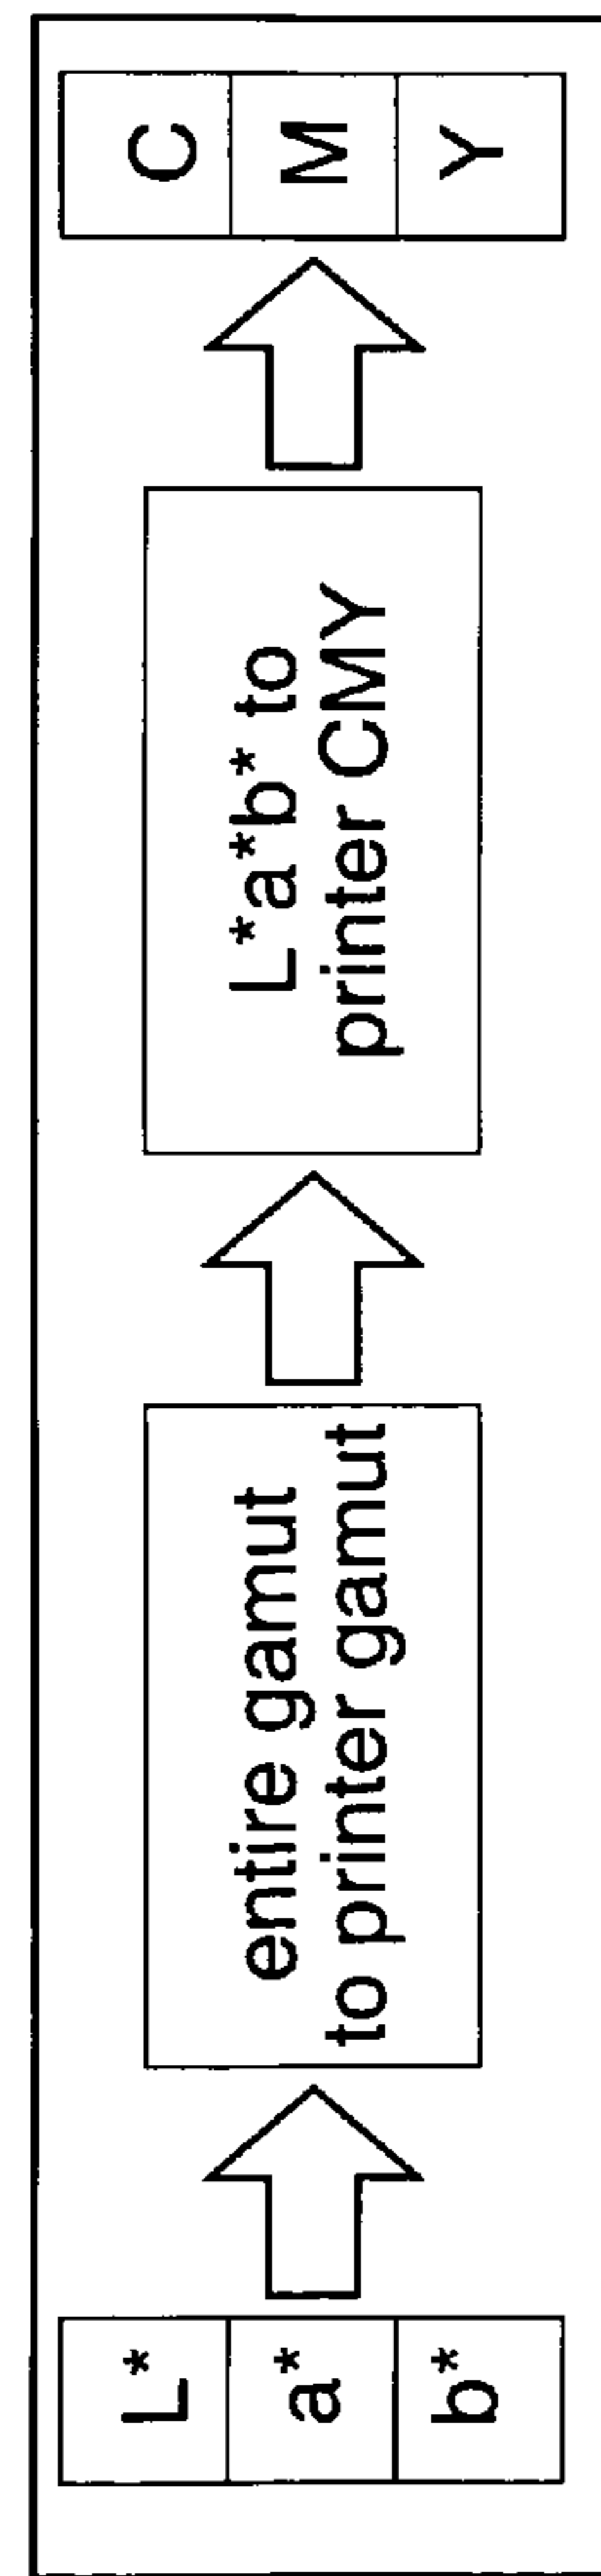 L*
a*
b*
entire gamut
to printer gamut
L*a*b* to
printer CMY
C
M
Y